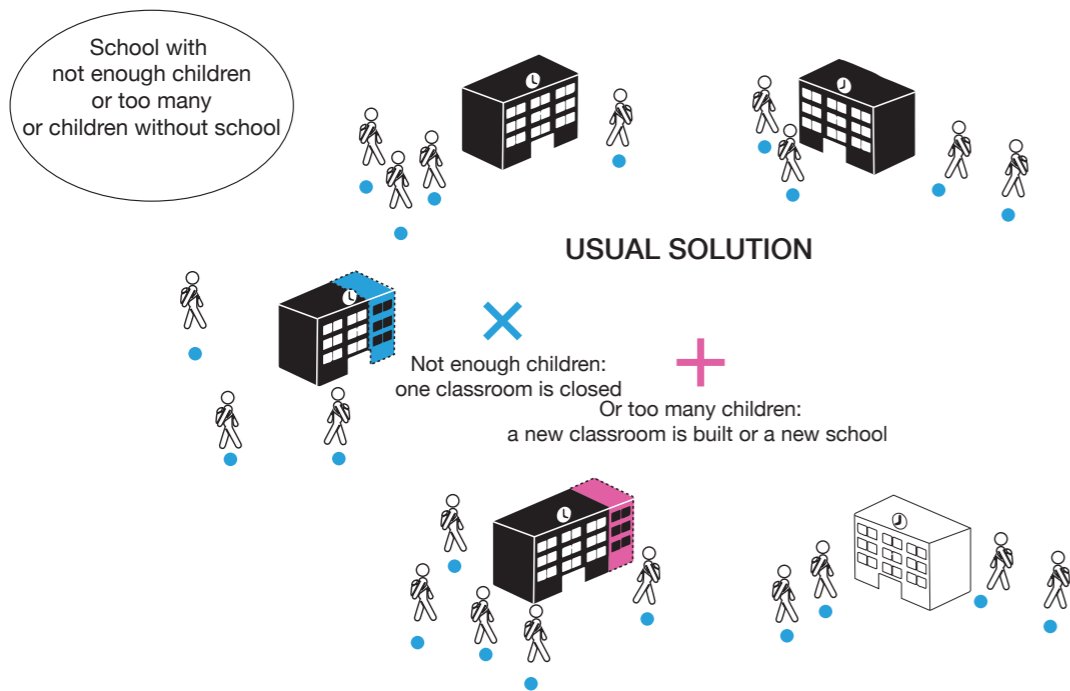 School with
not enough children
or too many
or children without school
USUAL SOLUTION
Not enough children:
one classroom is closed
Or too many children:
a new classroom is built or a new school